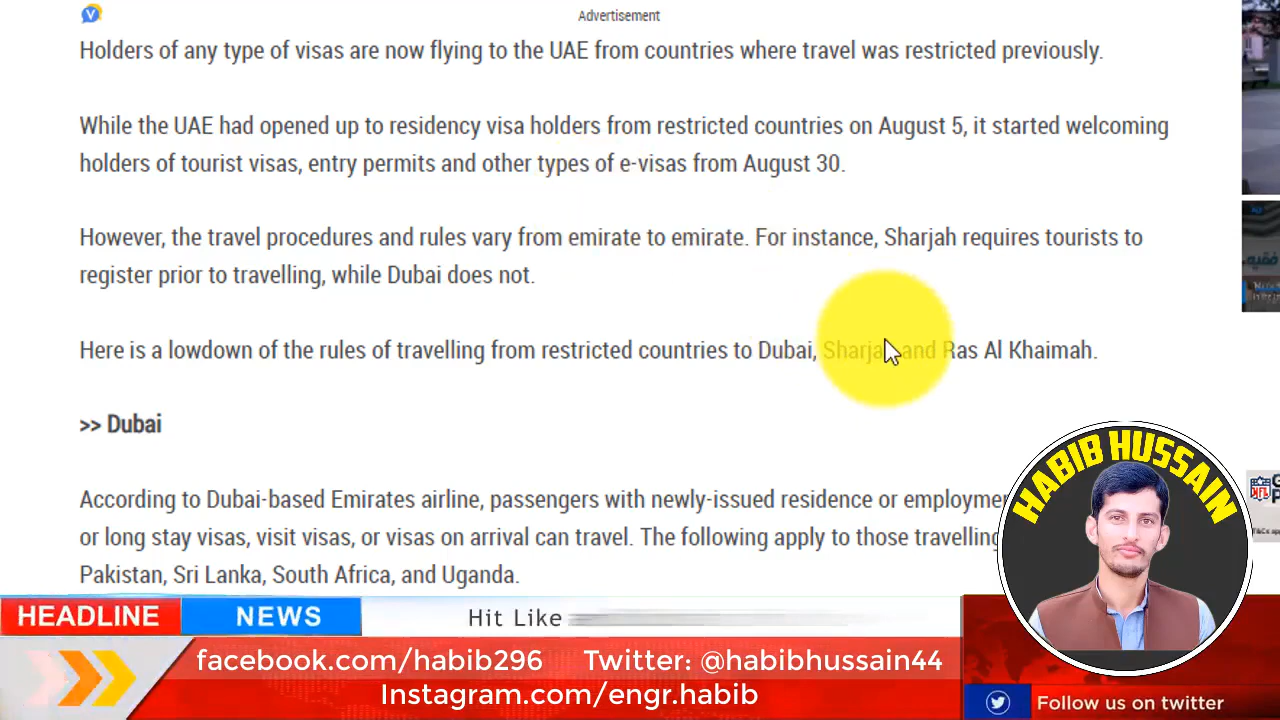 Advertisement
Holders of any type of visas are now flying to the UAE from countries where travel was restricted previously.
While the UAE had opened up to residency visa holders from restricted countries on August 5, it started welcoming
holders of tourist visas, entry permits and other types of e-visas from August 30.
However, the travel procedures and rules vary from emirate to emirate. For instance, Sharjah requires tourists to
register prior to travelling, while Dubai does not.
Here is a lowdown of the rules of travelling from restricted countries to Dubai, Sharjah and Ras Al Khaimah.
>> Dubai
According to Dubai-based Emirates airline, passengers with newly-issued residence or
or long stay visas, visit visas, or visas on arrival can travel. The following apply to those travelling
Pakistan, Sri Lanka, South Africa, and Uganda.
HABIB HUSSAIN
HEADLINE NEWS Hit Like
facebook.com/habib296 Twitter: @habibhussain44
Instagram.com/engr.habib
Follow us on twitter